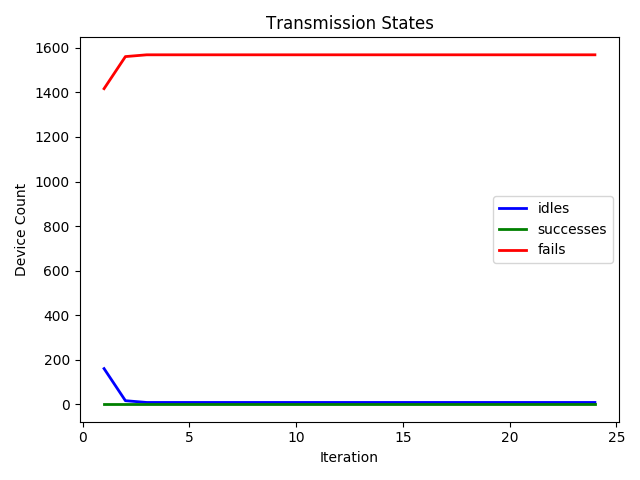 Transmission States
Device Count
1600
1400
1200
1000
800
600
400
200
0
idles
successes
fails
0 5 10 15 20 25
Iteration